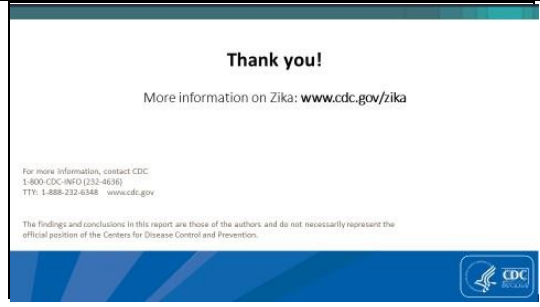 Thank you!
More information on Zika: www.cdc.gov/zika
For more information, contact CDC
1-800-CDC-INFO (232-4636)
TTY: 1-888-232-6348 www.cdc.gov
The findings and conclusions in this report are those of the authors and do not necessarily represent the
official position of the Centers for Disease Control and Prevention.
CDC